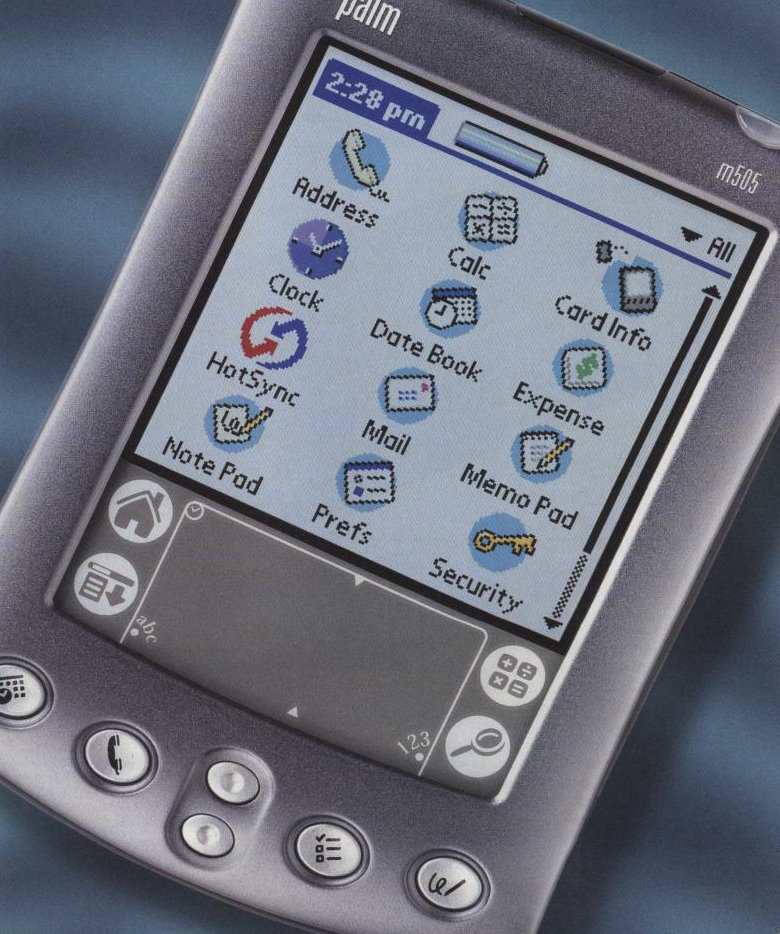 palm
m505
2:28 pm
All
Address
Calc
Card Info
Clock
Date Book
Expense
HotSync
Mail
Memo Pad
Note Pad
Prefs
Security
abc
123